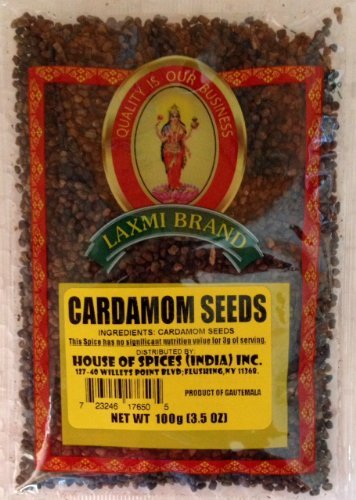 QUALITY IS OUR BUSINESS
LAXMI BRAND
CARDAMOM SEEDS
INGREDIENTS: CARDAMOM SEEDS
This Spice has no significant nutrition value for 3g of serving.
DISTRIBUTED BY
HOUSE OF SPICES (INDIA) INC.
127-40 WILLETS POINT BLVD; FLUSHING, NY 11368.
PRODUCT OF GAUTEMALA
7 23246 17650 5
NET WT 100g (3.5 OZ)